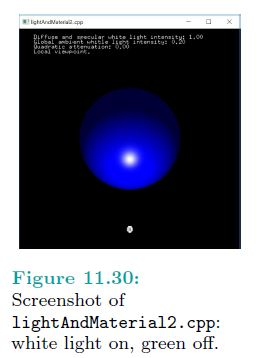 lightAndMaterial2.cpp
Diffuse and specular white light intensity: 1.00
Global ambient whitle light intensity: 0.20
Quadratic attenuation: 0.00
Local viewpoint.
Figure 11.30:
Screenshot of
lightAndMaterial2.cpp:
white light on, green off.